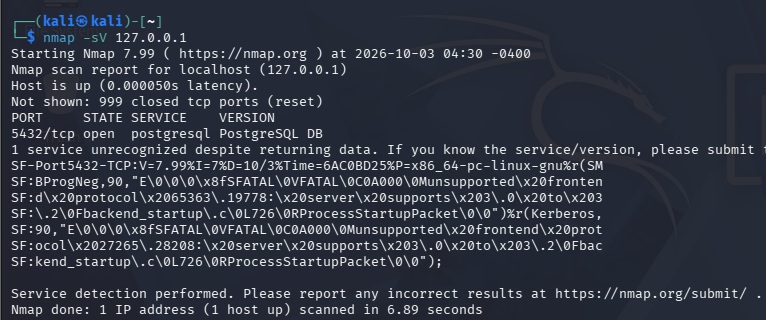 ┌──(kali㉿kali)-[~]
└─$ nmap -sV 127.0.0.1
Starting Nmap 7.99 ( https://nmap.org ) at 2026-10-03 04:30 -0400
Nmap scan report for localhost (127.0.0.1)
Host is up (0.000050s latency).
Not shown: 999 closed tcp ports (reset)
PORT     STATE SERVICE    VERSION
5432/tcp open  postgresql PostgreSQL DB
1 service unrecognized despite returning data. If you know the service/version, please submit
SF-Port5432-TCP:V=7.99%I=7%D=10/3%Time=6AC0BD25%P=x86_64-pc-linux-gnu%r(SM
SF:BProgNeg,90,"E\0\0\0\x8fSFATAL\0VFATAL\0C0A000\0Munsupported\x20fronten
SF:d\x20protocol\x2065363\.19778:\x20server\x20supports\x203\.0\x20to\x203
SF:\.2\0Fbackend_startup\.c\0L726\0RProcessStartupPacket\0\0")%r(Kerberos,
SF:90,"E\0\0\0\x8fSFATAL\0VFATAL\0C0A000\0Munsupported\x20frontend\x20prot
SF:ocol\x2027265\.28208:\x20server\x20supports\x203\.0\x20to\x203\.2\0Fbac
SF:kend_startup\.c\0L726\0RProcessStartupPacket\0\0");

Service detection performed. Please report any incorrect results at https://nmap.org/submit/ .
Nmap done: 1 IP address (1 host up) scanned in 6.89 seconds